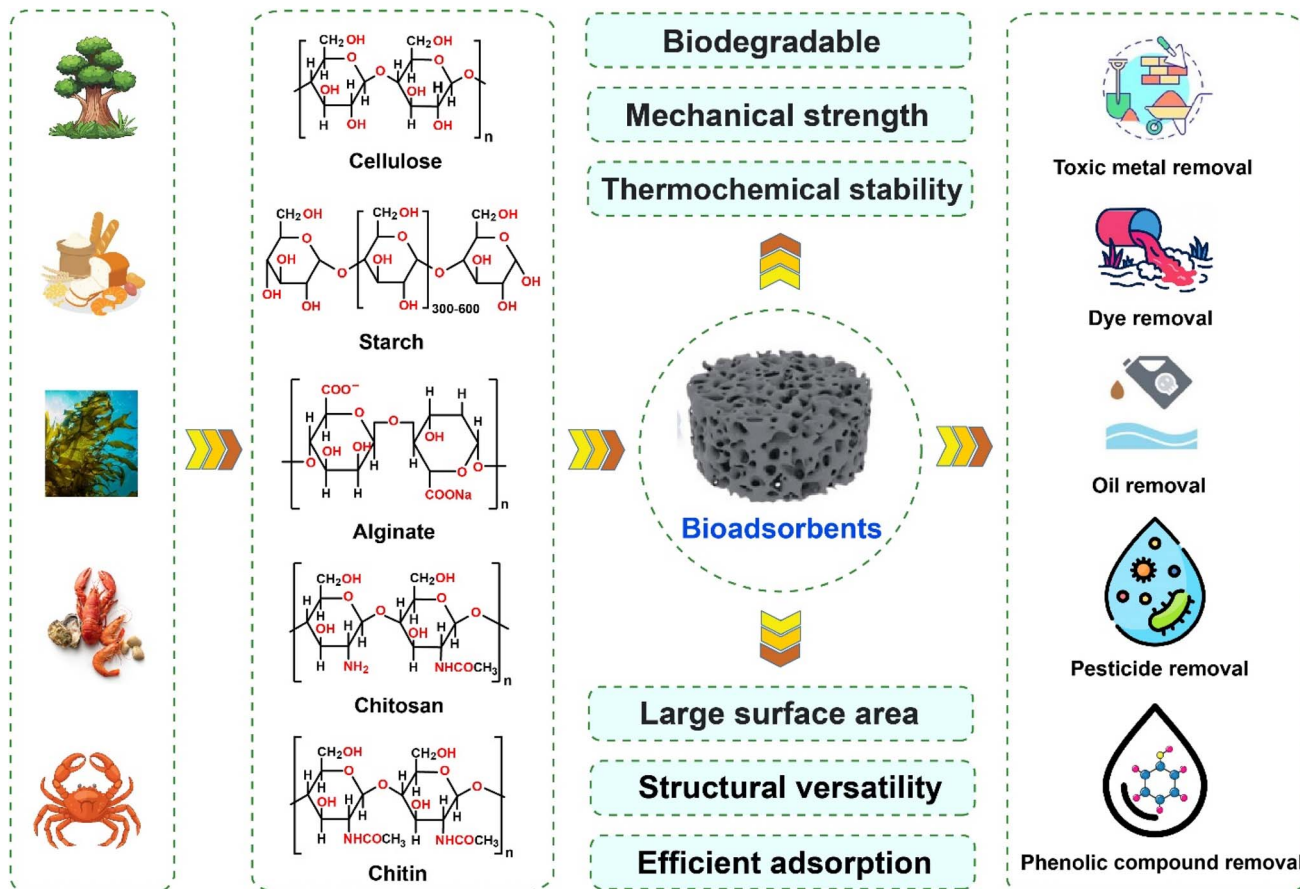 CH₂OH CH₂OH
H O H O O
H H
OH H OH H
H H
H OH H OH
n
Cellulose
CH₂OH CH₂OH CH₂OH
O O O
OH OH OH
OH O O OH
OH OH OH
300-600
Starch
COO⁻ H H
H O O H
OH H OH
O OH H H O O
H H COONa
n
Alginate
CH₂OH CH₂OH
H O H O O
H H
OH H OH H
H H
H NH₂ H NHCOCH₃
n
Chitosan
CH₂OH CH₂OH
H O H O O
H H
OH H OH H
H H
H NHCOCH₃ H NHCOCH₃
n
Chitin
Biodegradable
Mechanical strength
Thermochemical stability
Bioadsorbents
Large surface area
Structural versatility
Efficient adsorption
Toxic metal removal
Dye removal
Oil removal
Pesticide removal
Phenolic compound removal